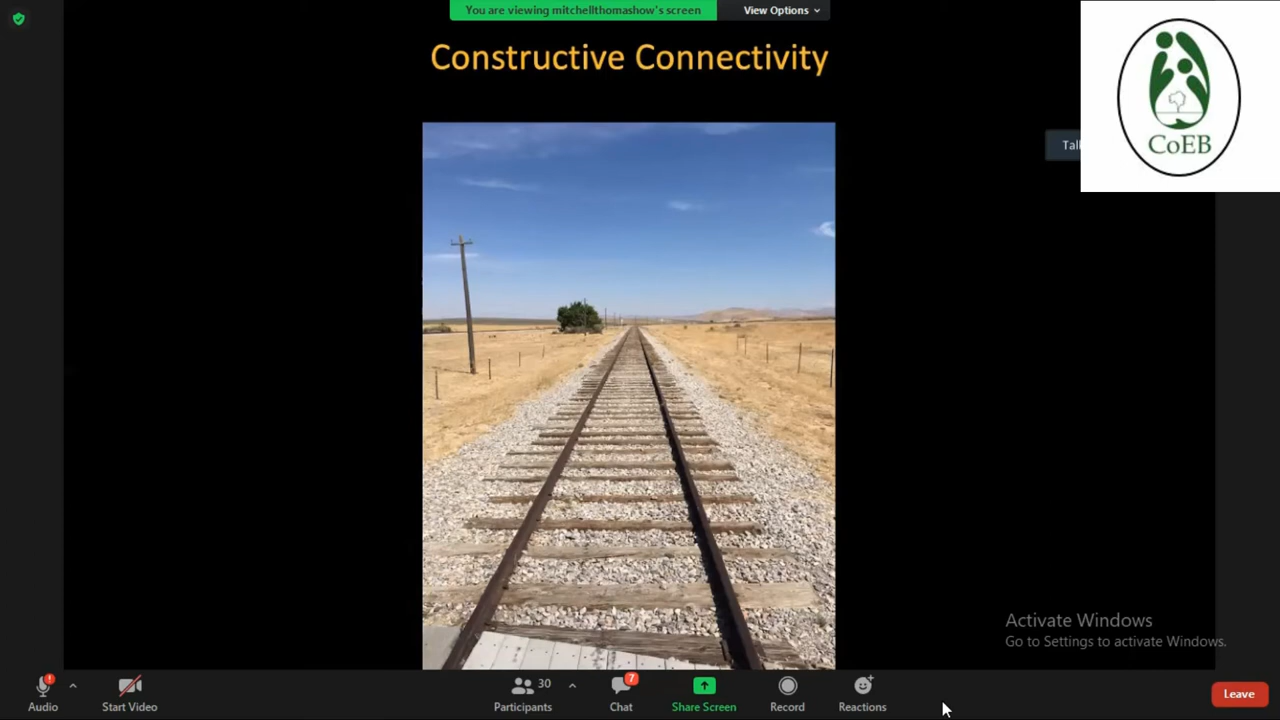 You are viewing mitchellthomashow's screen
View Options
Constructive Connectivity
CoEB
Activate Windows
Go to Settings to activate Windows.
30
7
Audio
Start Video
Participants
Chat
Share Screen
Record
Reactions
Leave